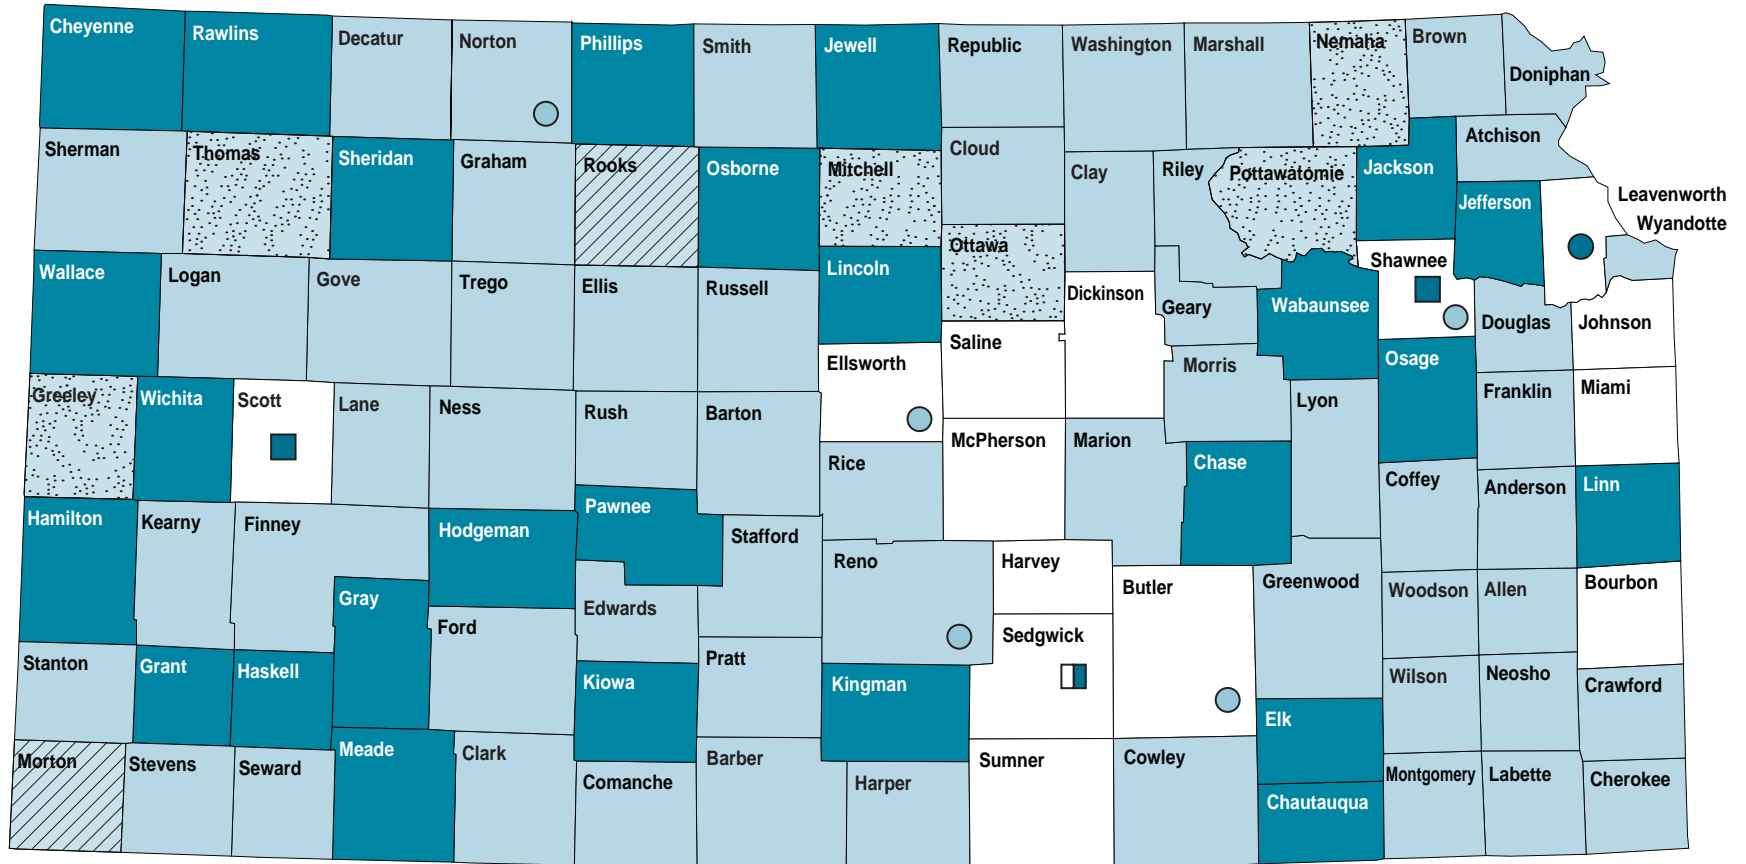 Cheyenne
Rawlins
Decatur
Norton
Phillips
Smith
Jewell
Republic
Washington
Marshall
Nemaha
Brown
Doniphan
Sherman
Thomas
Sheridan
Graham
Rooks
Osborne
Mitchell
Cloud
Clay
Riley
Pottawatomie
Jackson
Atchison
Jefferson
Leavenworth
Wyandotte
Wallace
Logan
Gove
Trego
Ellis
Russell
Lincoln
Ottawa
Dickinson
Geary
Wabaunsee
Shawnee
Douglas
Johnson
Greeley
Wichita
Scott
Lane
Ness
Rush
Barton
Ellsworth
Saline
Morris
Lyon
Osage
Franklin
Miami
Hamilton
Kearny
Finney
Hodgeman
Pawnee
Stafford
Rice
McPherson
Marion
Chase
Coffey
Anderson
Linn
Gray
Ford
Edwards
Reno
Harvey
Butler
Greenwood
Woodson
Allen
Bourbon
Stanton
Grant
Haskell
Kiowa
Pratt
Kingman
Sedgwick
Elk
Wilson
Neosho
Crawford
Morton
Stevens
Seward
Meade
Clark
Comanche
Barber
Harper
Sumner
Cowley
Chautauqua
Montgomery
Labette
Cherokee